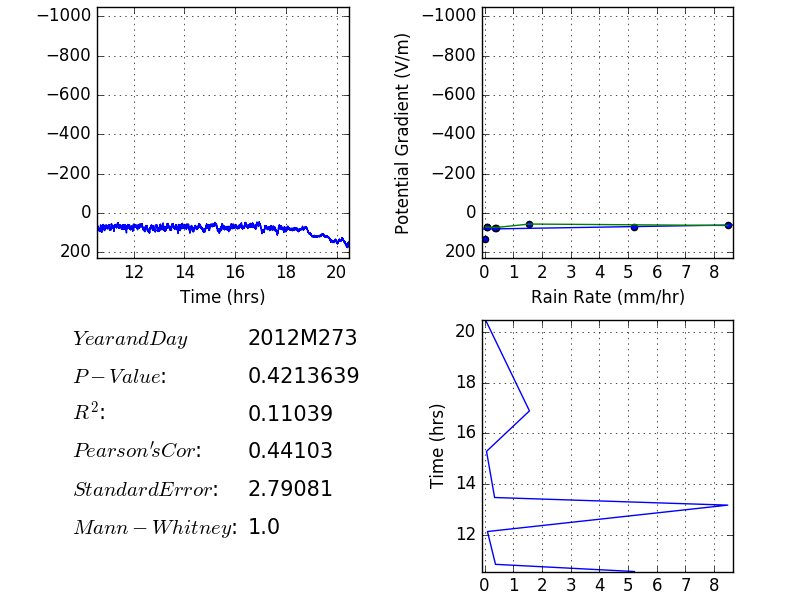 −1000
−800
−600
−400
−200
0
200
12 14 16 18 20
Time (hrs)
Potential Gradient (V/m)
−1000
−800
−600
−400
−200
0
200
0 1 2 3 4 5 6 7 8
Rain Rate (mm/hr)
YearandDay 2012M273
P−Value: 0.4213639
R²: 0.11039
Pearson'sCor: 0.44103
StandardError: 2.79081
Mann−Whitney: 1.0
Time (hrs)
20
18
16
14
12
0 1 2 3 4 5 6 7 8